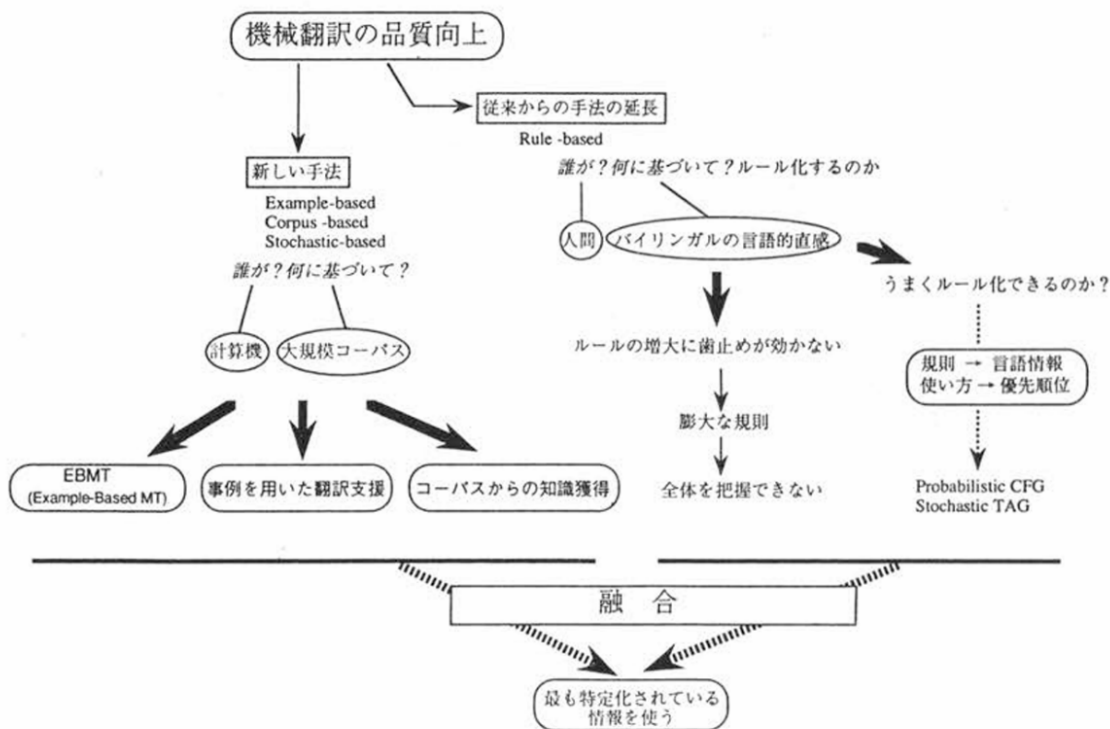 機械翻訳の品質向上
従来からの手法の延長
Rule -based
誰が？何に基づいて？ルール化するのか
人間
バイリンガルの言語的直感
新しい手法
Example-based
Corpus -based
Stochastic-based
誰が？何に基づいて？
計算機
大規模コーパス
うまくルール化できるのか？
ルールの増大に歯止めが効かない
規則 → 言語情報
使い方 → 優先順位
膨大な規則
全体を把握できない
EBMT
(Example-Based MT)
事例を用いた翻訳支援
コーパスからの知識獲得
Probabilistic CFG
Stochastic TAG
融 合
最も特定化されている
情報を使う